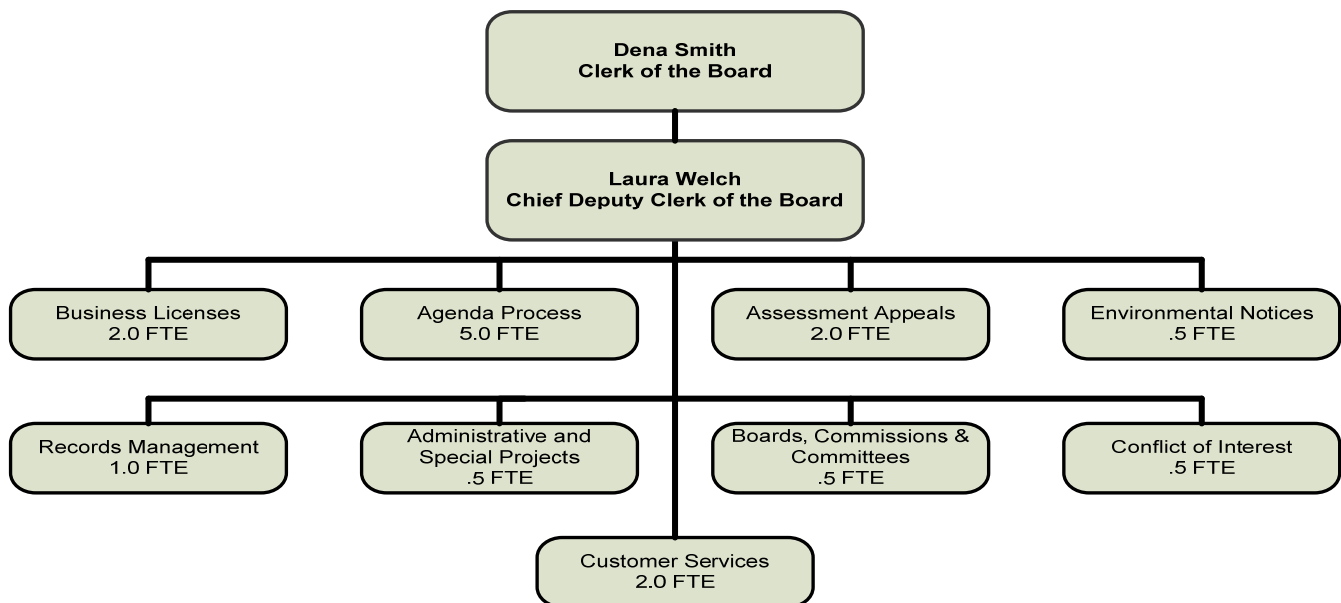 Dena Smith
Clerk of the Board
Laura Welch
Chief Deputy Clerk of the Board
Business Licenses
2.0 FTE
Agenda Process
5.0 FTE
Assessment Appeals
2.0 FTE
Environmental Notices
.5 FTE
Records Management
1.0 FTE
Administrative and
Special Projects
.5 FTE
Boards, Commissions &
Committees
.5 FTE
Conflict of Interest
.5 FTE
Customer Services
2.0 FTE